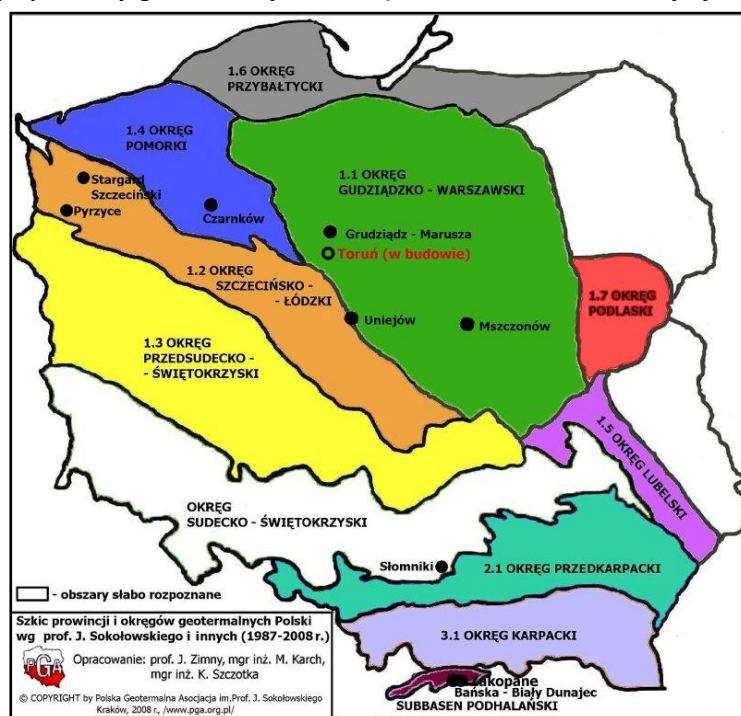 1.6 OKRĘG
PRZYBAŁTYCKI
1.4 OKRĘG
POMORKI
Stargard
Szczeciński
Pyrzyce
Czarnków
1.1 OKRĘG
GUDZIĄDZKO - WARSZAWSKI
Grudziądz - Marusza
Toruń (w budowie)
1.2 OKRĘG
SZCZECIŃSKO -
- ŁÓDZKI
1.7 OKRĘG
PODLASKI
Uniejów
Mszczonów
1.3 OKRĘG
PRZEDSUDECKO -
- ŚWIĘTOKRZYSKI
1.5 OKRĘG LUBELSKI
OKRĘG
SUDECKO - ŚWIĘTOKRZYSKI
Słomniki
2.1 OKRĘG PRZEDKARPACKI
- obszary słabo rozpoznane
3.1 OKRĘG KARPACKI
Zakopane
Bańska - Biały Dunajec
SUBBASEN PODHALAŃSKI
Szkic prowincji i okręgów geotermalnych Polski
wg prof. J. Sokołowskiego i innych (1987-2008 r.)
PGA
Opracowanie: prof. J. Zimny, mgr inż. M. Karch,
mgr inż. K. Szczotka
© COPYRIGHT by Polska Geotermalna Asocjacja im.Prof. J. Sokołowskiego
Kraków, 2008 r., /www.pga.org.pl/